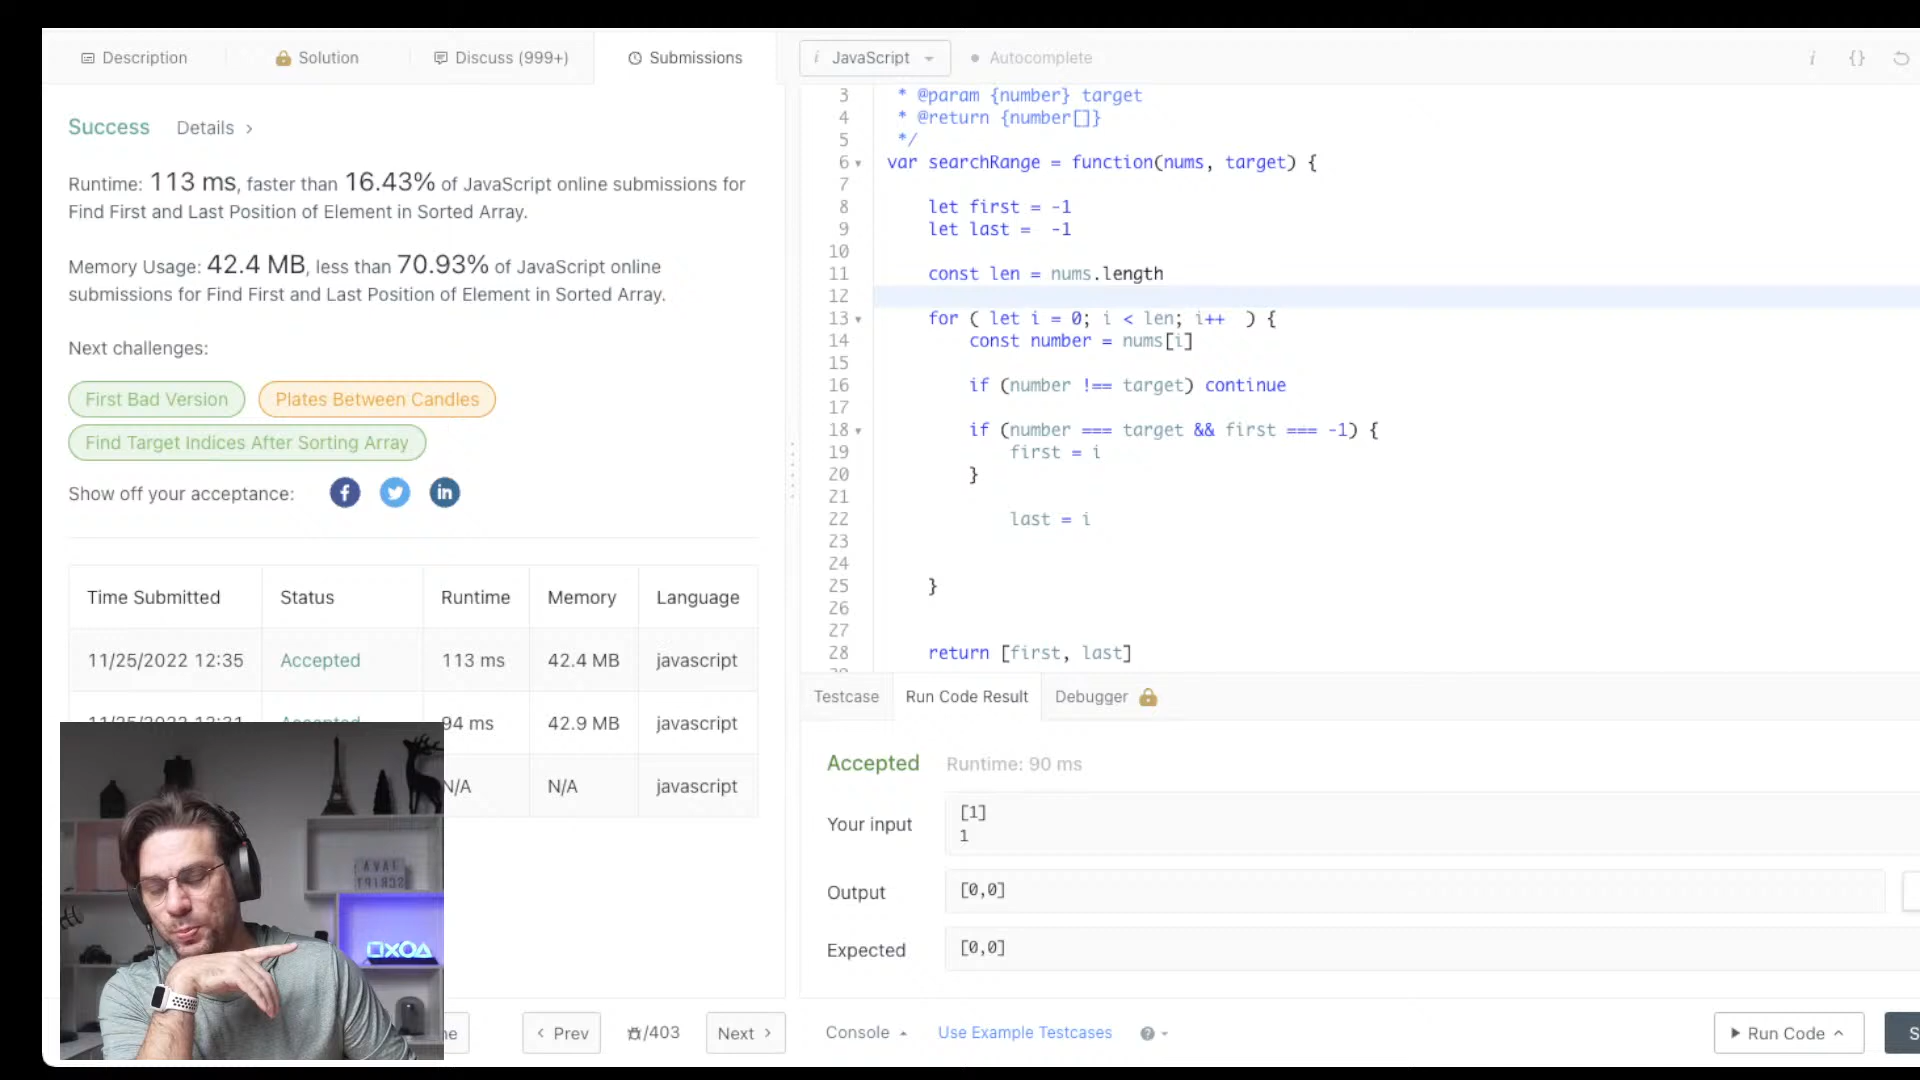 Description
Solution
Discuss (999+)
Submissions
Success Details >
Runtime: 113 ms, faster than 16.43% of JavaScript online submissions for
Find First and Last Position of Element in Sorted Array.
Memory Usage: 42.4 MB, less than 70.93% of JavaScript online
submissions for Find First and Last Position of Element in Sorted Array.
Next challenges:
First Bad Version
Plates Between Candles
Find Target Indices After Sorting Array
Show off your acceptance:
Time Submitted Status Runtime Memory Language
11/25/2022 12:35 Accepted 113 ms 42.4 MB javascript
11/25/2022 12:31 Accepted 94 ms 42.9 MB javascript
N/A N/A javascript
JAVA
SCRIPT
< Prev
/403
Next >
i JavaScript
Autocomplete
i {}
3 * @param {number} target
4 * @return {number[]}
5 */
6 var searchRange = function(nums, target) {
7
8 let first = -1
9 let last =  -1
10
11 const len = nums.length
12
13 for ( let i = 0; i < len; i++  ) {
14 const number = nums[i]
15
16 if (number !== target) continue
17
18 if (number === target && first === -1) {
19 first = i
20 }
21
22 last = i
23
24
25 }
26
27
28 return [first, last]
Testcase
Run Code Result
Debugger
Accepted Runtime: 90 ms
Your input
[1]
1
Output
[0,0]
Expected
[0,0]
Console
Use Example Testcases
?
Run Code
S